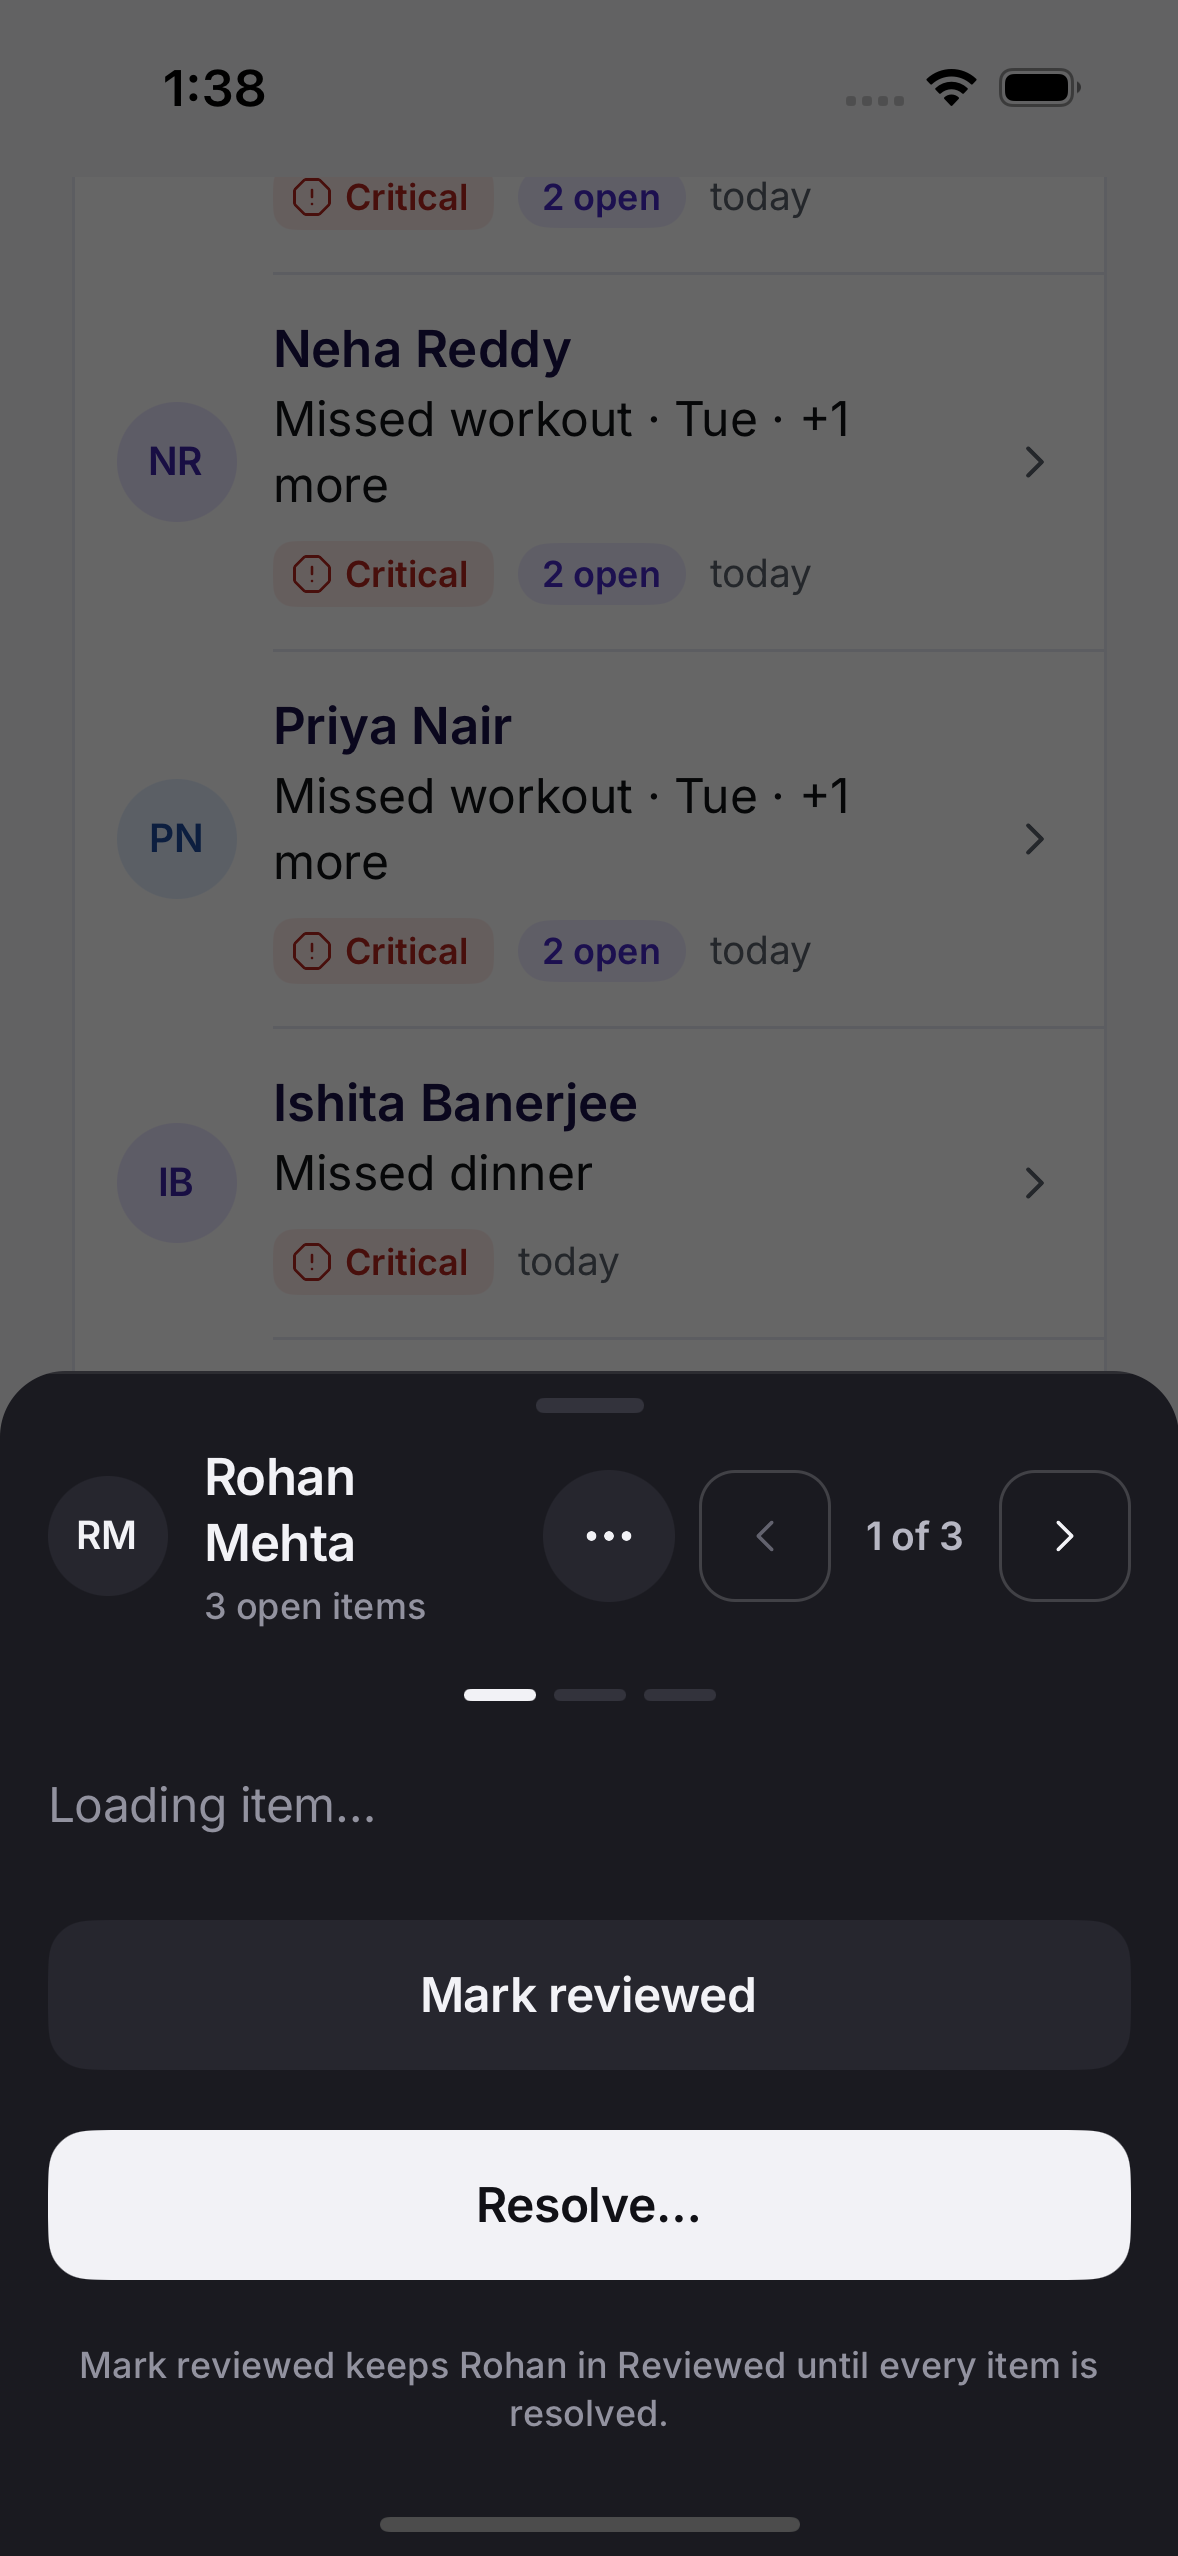 1:38
Critical 2 open today
Neha Reddy
NR
Missed workout · Tue · +1
more
Critical 2 open today
Priya Nair
PN
Missed workout · Tue · +1
more
Critical 2 open today
Ishita Banerjee
IB
Missed dinner
Critical today
RM
Rohan
Mehta
3 open items
1 of 3
Loading item...
Mark reviewed
Resolve...
Mark reviewed keeps Rohan in Reviewed until every item is
resolved.